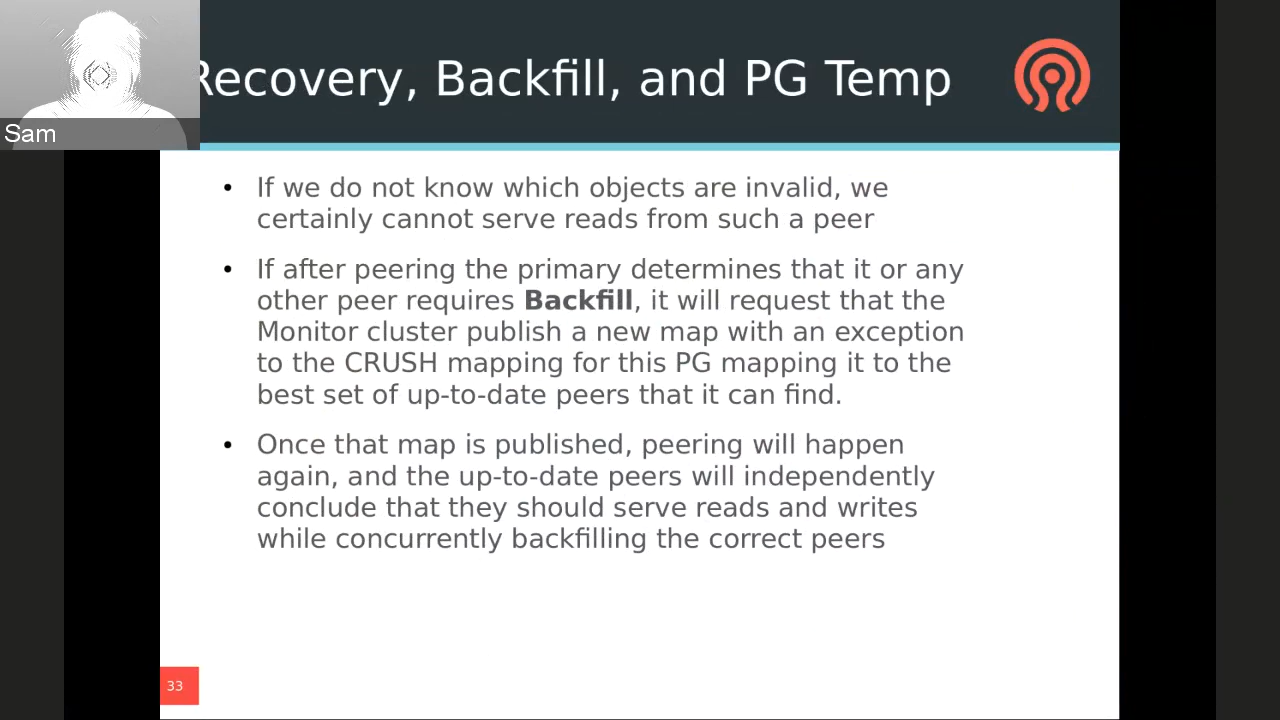 Recovery, Backfill, and PG Temp
Sam
• If we do not know which objects are invalid, we
certainly cannot serve reads from such a peer
• If after peering the primary determines that it or any
other peer requires Backfill, it will request that the
Monitor cluster publish a new map with an exception
to the CRUSH mapping for this PG mapping it to the
best set of up-to-date peers that it can find.
• Once that map is published, peering will happen
again, and the up-to-date peers will independently
conclude that they should serve reads and writes
while concurrently backfilling the correct peers
33